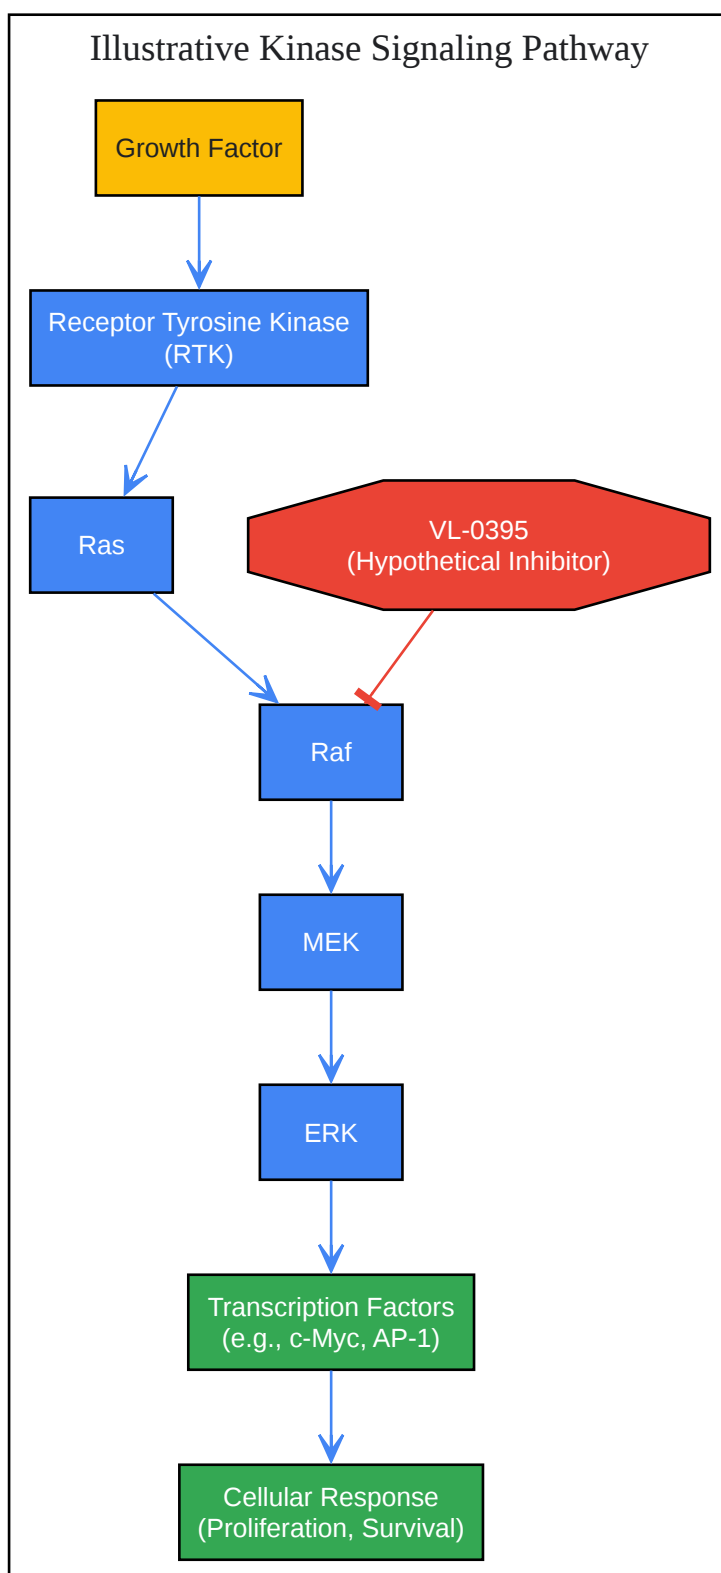 Illustrative Kinase Signaling Pathway
Growth Factor
Receptor Tyrosine Kinase
(RTK)
Ras
VL-0395
(Hypothetical Inhibitor)
Raf
MEK
ERK
Transcription Factors
(e.g., c-Myc, AP-1)
Cellular Response
(Proliferation, Survival)